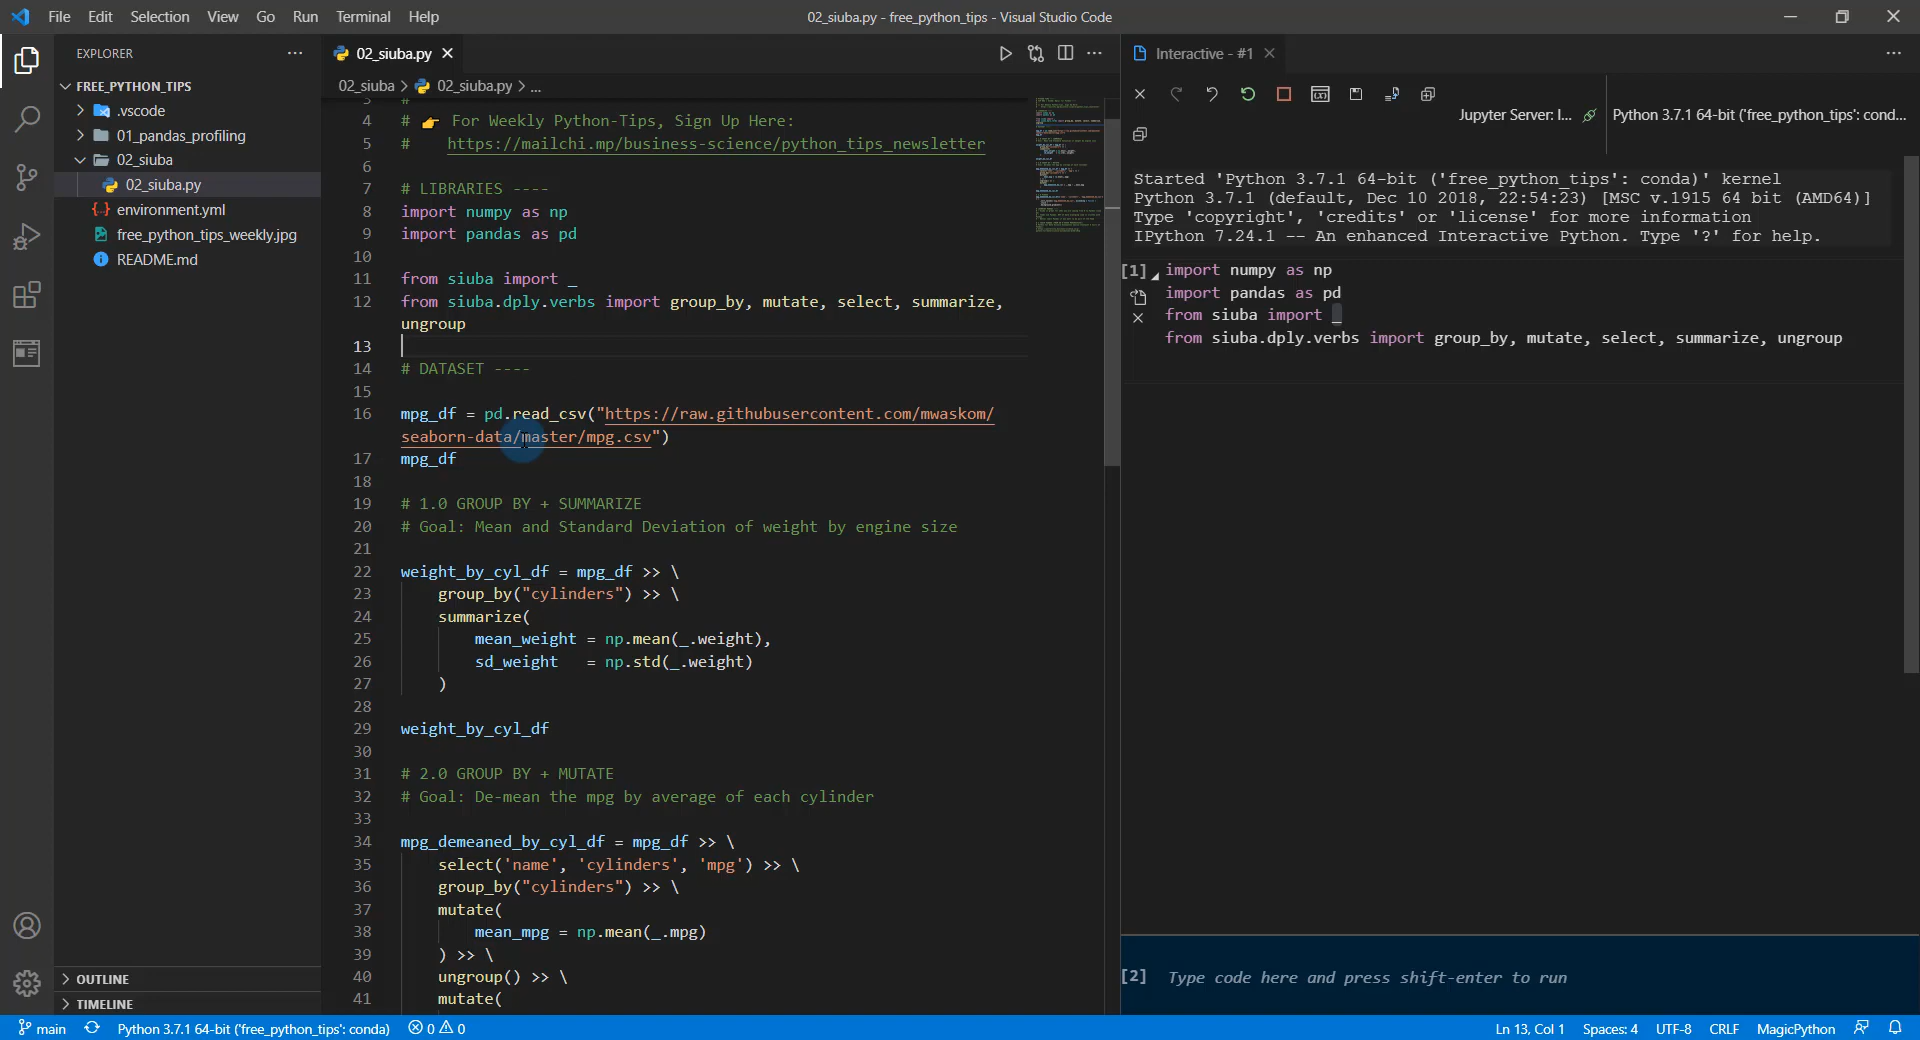 File Edit Selection View Go Run Terminal Help
02_siuba.py - free_python_tips - Visual Studio Code
EXPLORER
FREE_PYTHON_TIPS
.vscode
01_pandas_profiling
02_siuba
02_siuba.py
environment.yml
free_python_tips_weekly.jpg
README.md
OUTLINE
TIMELINE
02_siuba.py
02_siuba > 02_siuba.py > ...
3 #
4 # 👉 For Weekly Python-Tips, Sign Up Here:
5 # https://mailchi.mp/business-science/python_tips_newsletter
6
7 # LIBRARIES ----
8 import numpy as np
9 import pandas as pd
10
11 from siuba import _
12 from siuba.dply.verbs import group_by, mutate, select, summarize,
ungroup
13
14 # DATASET ----
15
16 mpg_df = pd.read_csv("https://raw.githubusercontent.com/mwaskom/
seaborn-data/master/mpg.csv")
17 mpg_df
18
19 # 1.0 GROUP BY + SUMMARIZE
20 # Goal: Mean and Standard Deviation of weight by engine size
21
22 weight_by_cyl_df = mpg_df >> \
23 group_by("cylinders") >> \
24 summarize(
25 mean_weight = np.mean(_.weight),
26 sd_weight = np.std(_.weight)
27 )
28
29 weight_by_cyl_df
30
31 # 2.0 GROUP BY + MUTATE
32 # Goal: De-mean the mpg by average of each cylinder
33
34 mpg_demeaned_by_cyl_df = mpg_df >> \
35 select('name', 'cylinders', 'mpg') >> \
36 group_by("cylinders") >> \
37 mutate(
38 mean_mpg = np.mean(_.mpg)
39 ) >> \
40 ungroup() >> \
41 mutate(
Interactive - #1
Jupyter Server: l...
Python 3.7.1 64-bit ('free_python_tips': cond...
Started 'Python 3.7.1 64-bit ('free_python_tips': conda)' kernel
Python 3.7.1 (default, Dec 10 2018, 22:54:23) [MSC v.1915 64 bit (AMD64)]
Type 'copyright', 'credits' or 'license' for more information
IPython 7.24.1 -- An enhanced Interactive Python. Type '?' for help.
[1] import numpy as np
import pandas as pd
from siuba import _
from siuba.dply.verbs import group_by, mutate, select, summarize, ungroup
[2] Type code here and press shift-enter to run
main Python 3.7.1 64-bit ('free_python_tips': conda) 0 0
Ln 13, Col 1 Spaces: 4 UTF-8 CRLF MagicPython